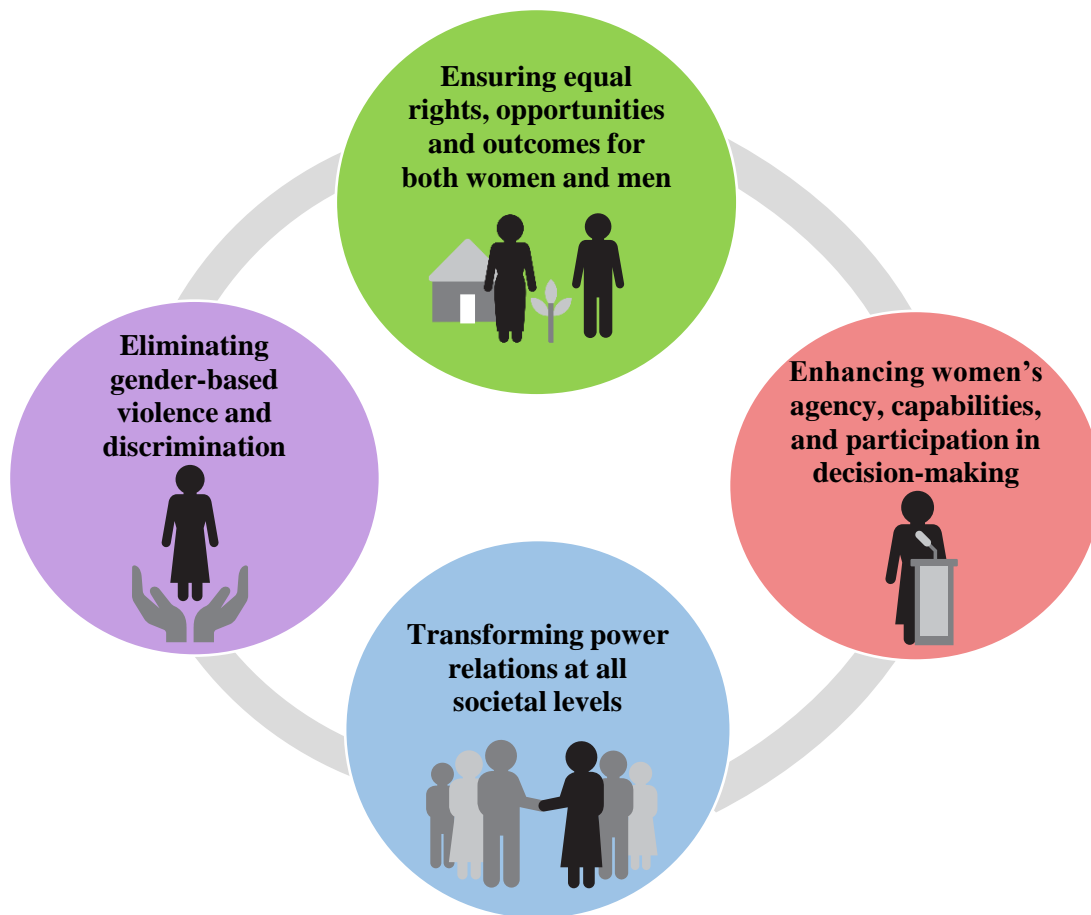 Ensuring equal
rights, opportunities
and outcomes for
both women and men
Eliminating
gender-based
violence and
discrimination
Enhancing women’s
agency, capabilities,
and participation in
decision-making
Transforming power
relations at all
societal levels